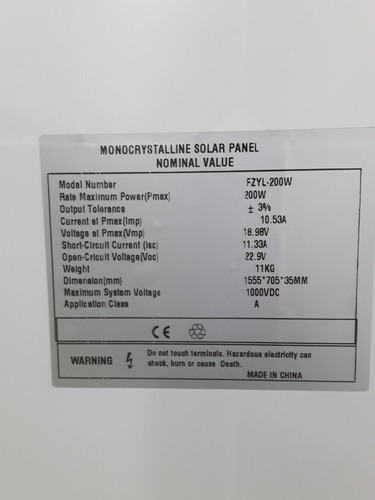 MONOCRYSTALLINE SOLAR PANEL
NOMINAL VALUE
Model Number FZYL-200W
Rate Maximum Power(Pmax) 200W
Output Tolerance ± 3%
Current at Pmax(Imp) 10.53A
Voltage at Pmax(Vmp) 18.98V
Short-Circuit Current (Isc) 11.33A
Open-Circuit Voltage(Voc) 22.9V
Weight 11KG
Dimension(mm) 1555*705*35MM
Maximum System Voltage 1000VDC
Application Class A
CE
WARNING Do not touch terminals. Hazardous electricity can
shock, burn or cause Death.
MADE IN CHINA